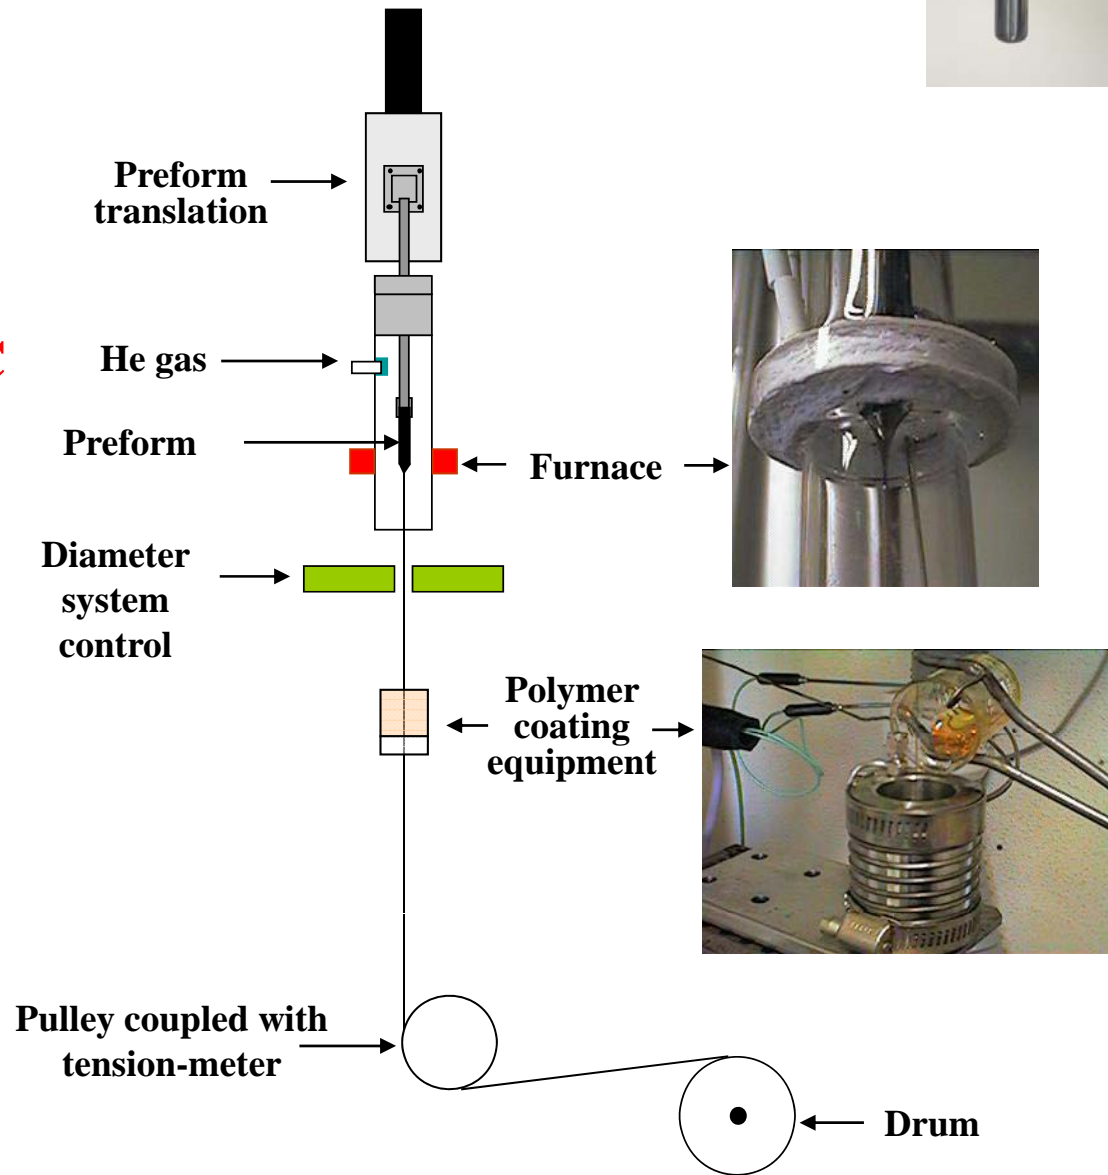 Preform
translation
He gas
Preform
Furnace
Diameter
system
control
Polymer
coating
equipment
Pulley coupled with
tension-meter
Drum